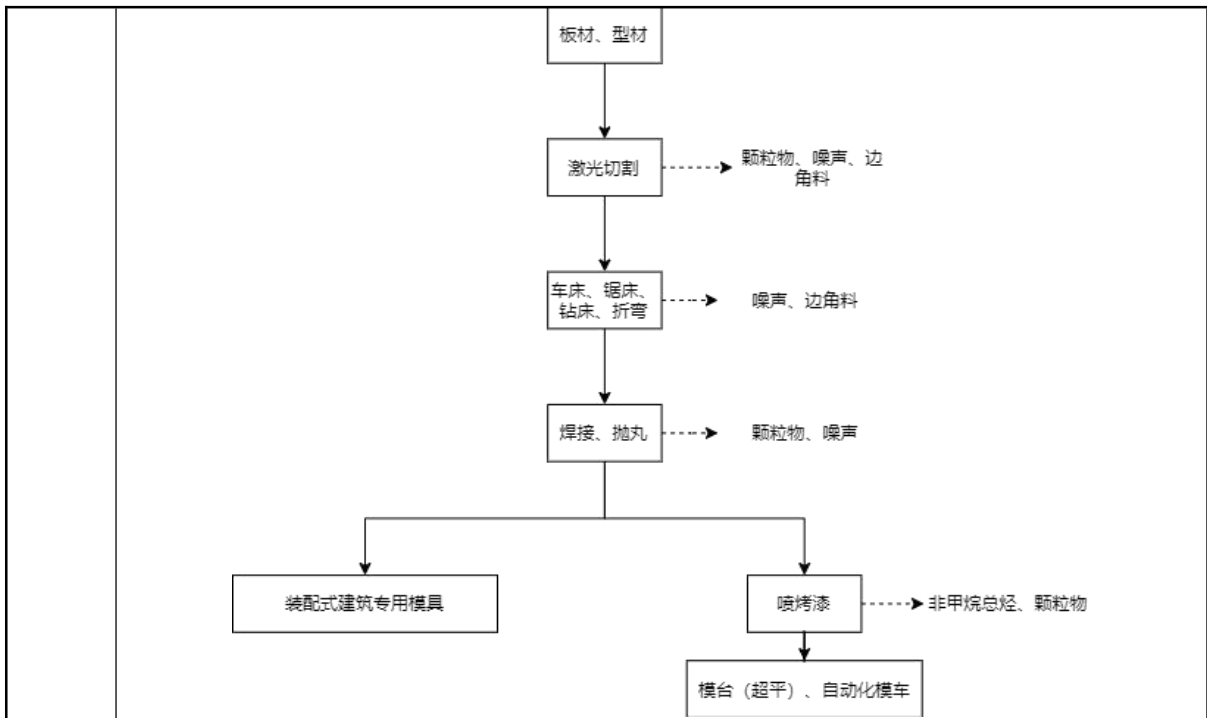 板材、型材
激光切割
颗粒物、噪声、边
角料
车床、锯床、
钻床、折弯
噪声、边角料
焊接、抛丸
颗粒物、噪声
装配式建筑专用模具
喷烤漆
非甲烷总烃、颗粒物
模台（超平）、自动化模车